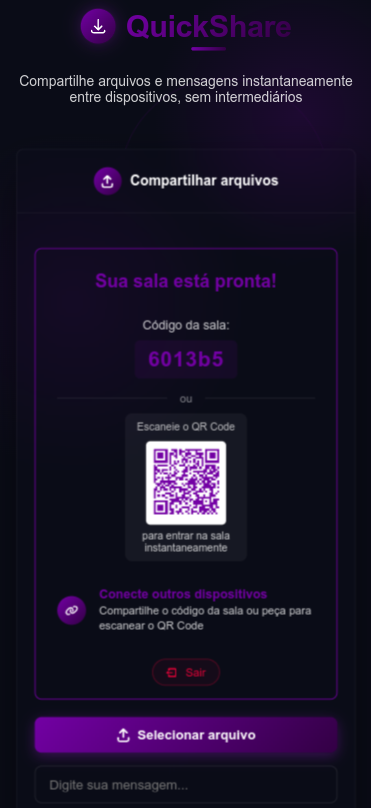 QuickShare
Compartilhe arquivos e mensagens instantaneamente
entre dispositivos, sem intermediários
Compartilhar arquivos
Sua sala está pronta!
Código da sala:
6013b5
ou
Escaneie o QR Code
para entrar na sala
instantaneamente
Conecte outros dispositivos
Compartilhe o código da sala ou peça para
escanear o QR Code
Sair
Selecionar arquivo
Digite sua mensagem...